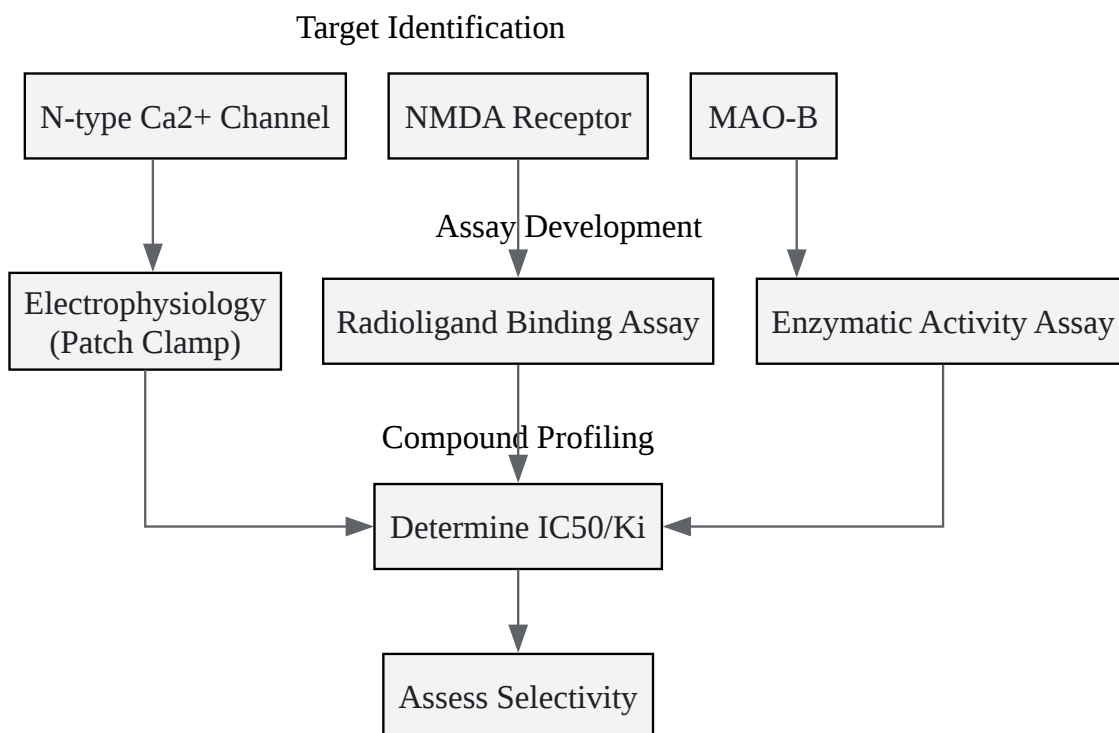 Target Identification
N-type Ca2+ Channel
NMDA Receptor
MAO-B
Assay Development
Electrophysiology
(Patch Clamp)
Radioligand Binding Assay
Enzymatic Activity Assay
Compound Profiling
Determine IC50/Ki
Assess Selectivity